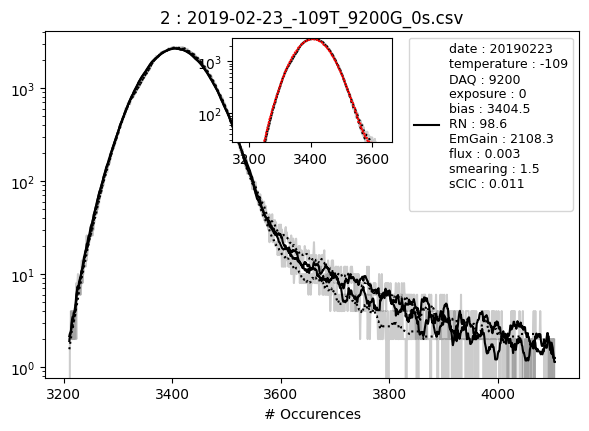 2 : 2019-02-23_-109T_9200G_0s.csv
date : 20190223
temperature : -109
DAQ : 9200
exposure : 0
bias : 3404.5
RN : 98.6
EmGain : 2108.3
flux : 0.003
smearing : 1.5
sCIC : 0.011
10³
10²
3200 3400 3600
10³
10²
10¹
10⁰
3200 3400 3600 3800 4000
# Occurences